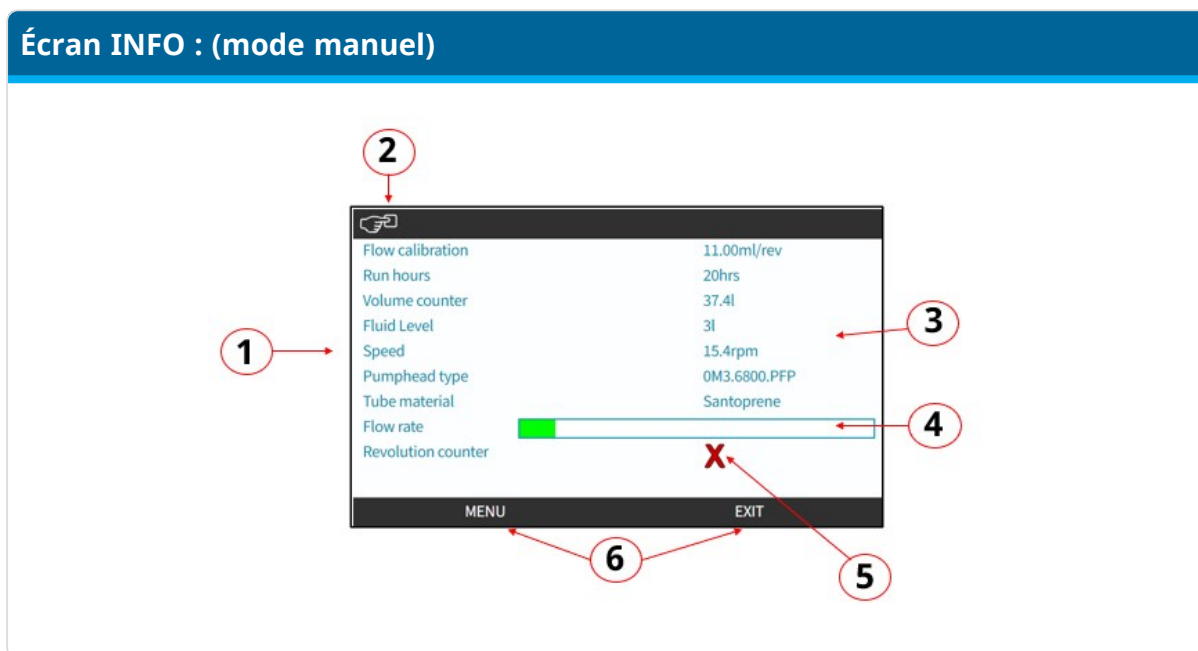 Écran INFO : (mode manuel)
2
Flow calibration 11.00ml/rev
Run hours 20hrs
Volume counter 37.4l
Fluid Level 3l
3
1
Speed 15.4rpm
Pumphead type 0M3.6800.PFP
Tube material Santoprene
Flow rate
4
Revolution counter X
MENU EXIT
6
5